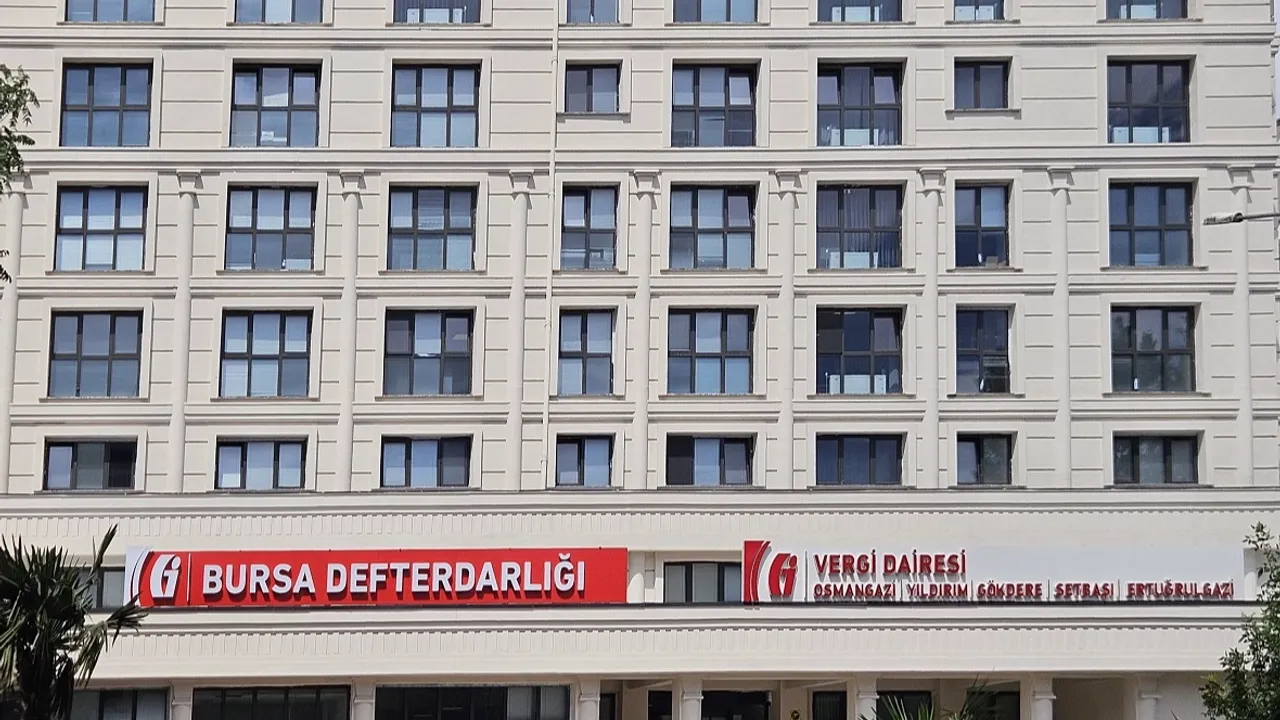 BURSA DEFTERDARLIĞI
VERGİ DAİRESİ
OSMANGAZİ | YILDIRIM | GÖKDERE | SETBAŞI | ERTUĞRULGAZİ